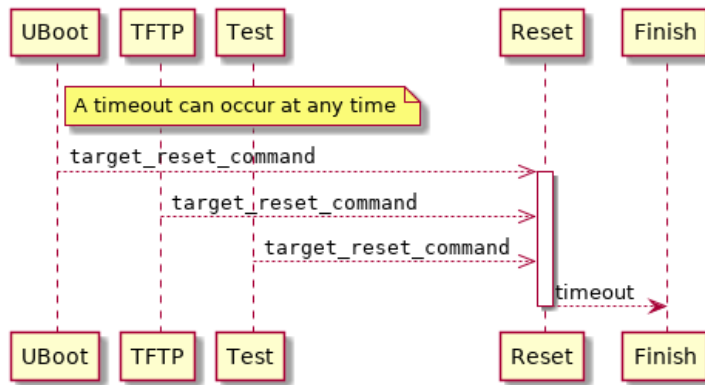 UBoot TFTP Test Reset Finish
A timeout can occur at any time
target_reset_command
target_reset_command
target_reset_command
timeout
UBoot TFTP Test Reset Finish